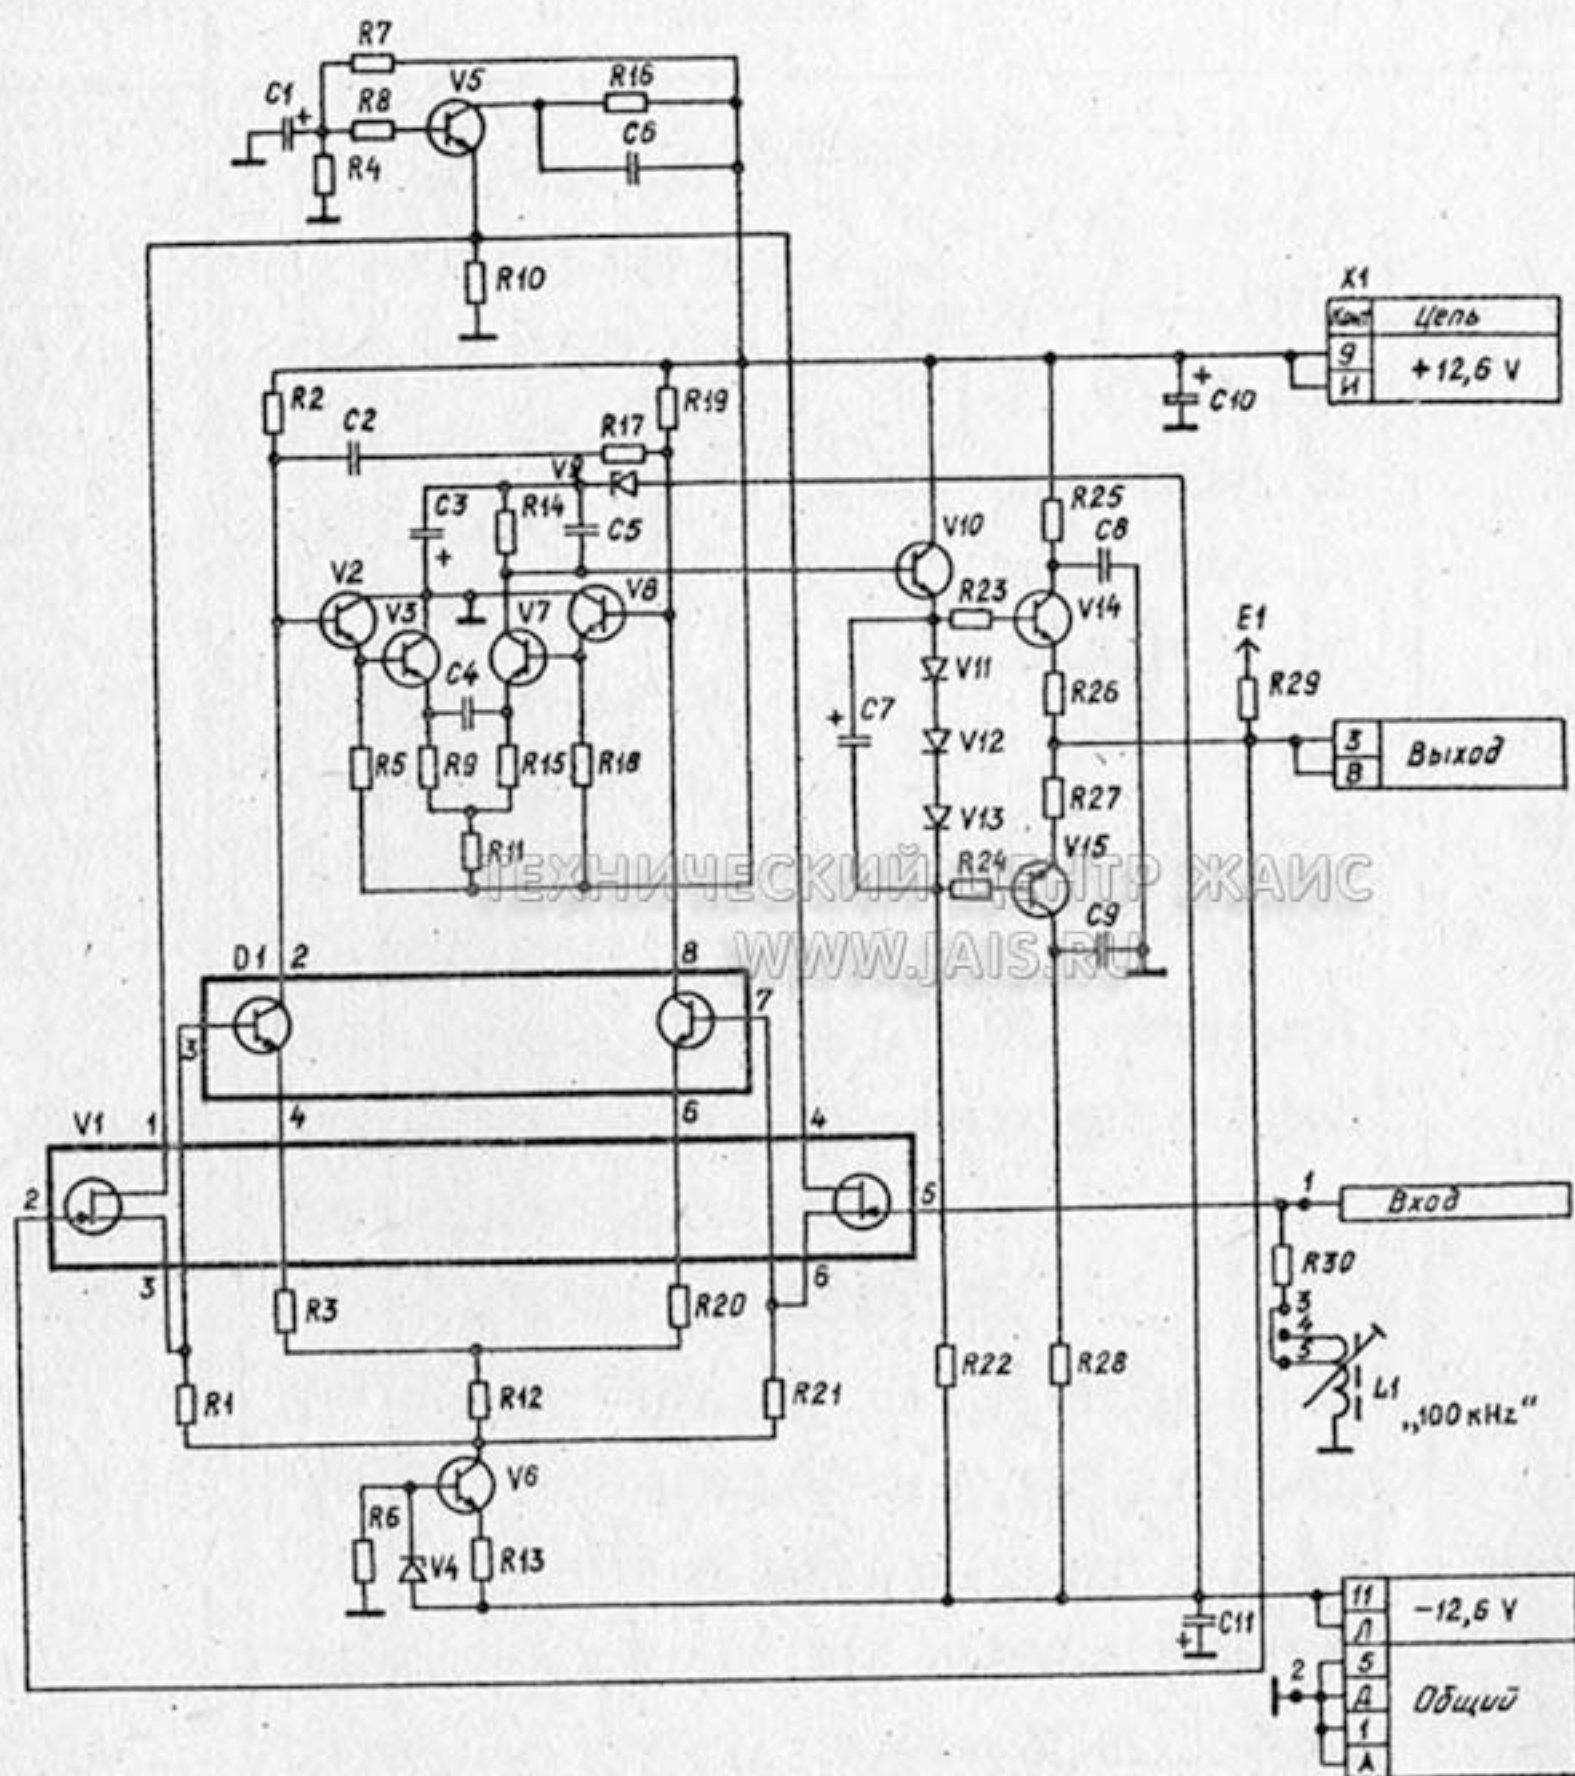 R7
V5
R16
C1
+
R8
C6
R4
R10
X1
Конт
Цепь
9
+12,6 V
И
R2
R19
+
C10
C2
R17
V9
C3
R14
R25
C5
V10
C8
+
V2
V8
R23
V3
V7
V14
E1
C4
V11
R29
R26
+
C7
3
Выход
V12
В
R5
R9
R15
R18
R27
V13
R11
V15
R24
ТЕХНИЧЕСКИЙ ЦЕНТР ЖАИС
C9
WWW.JAIS.RU
D1
2
8
7
3
V1
1
4
6
4
2
5
1
Вход
3
6
R30
R3
R20
3
4
5
R22
R28
R1
R12
R21
L1
„100 кHz“
V6
R6
V4
R13
11
-12,6 V
C11
Л
+
5
2
Д
Общий
1
А